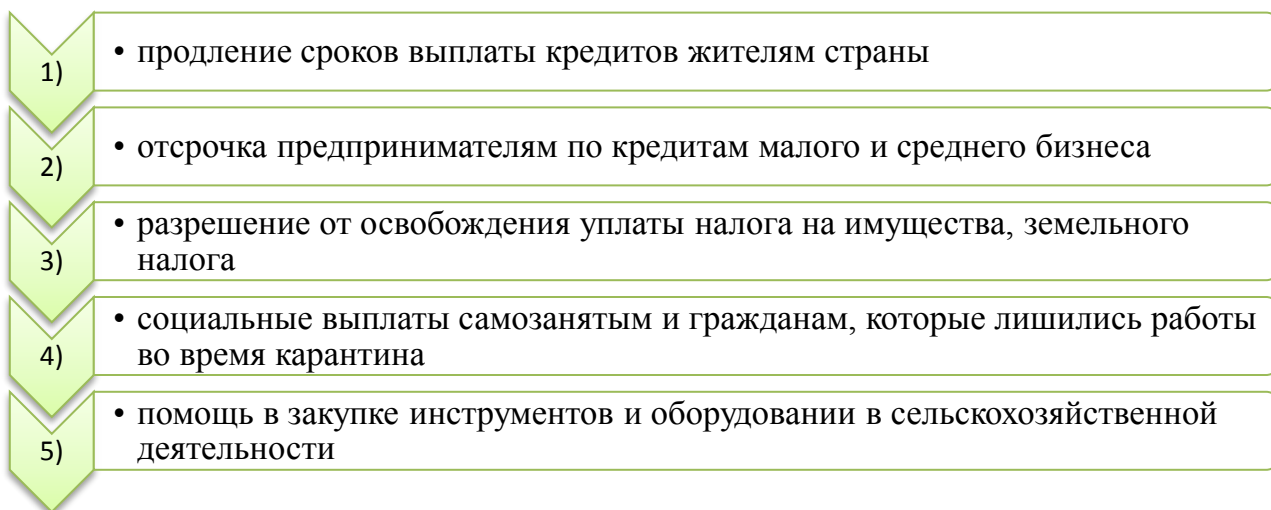 1)
• продление сроков выплаты кредитов жителям страны
2)
• отсрочка предпринимателям по кредитам малого и среднего бизнеса
3)
• разрешение от освобождения уплаты налога на имущества, земельного
налога
4)
• социальные выплаты самозанятым и гражданам, которые лишились работы
во время карантина
5)
• помощь в закупке инструментов и оборудовании в сельскохозяйственной
деятельности